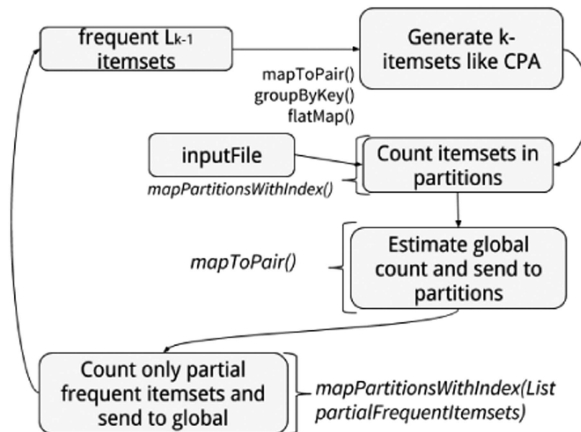 frequent Lk-1
itemsets
Generate k-
itemsets like CPA
mapToPair()
groupByKey()
flatMap()
inputFile
Count itemsets in
partitions
mapPartitionsWithIndex()
Estimate global
count and send to
partitions
mapToPair()
Count only partial
frequent itemsets and
send to global
mapPartitionsWithIndex(List
partialFrequentItemsets)